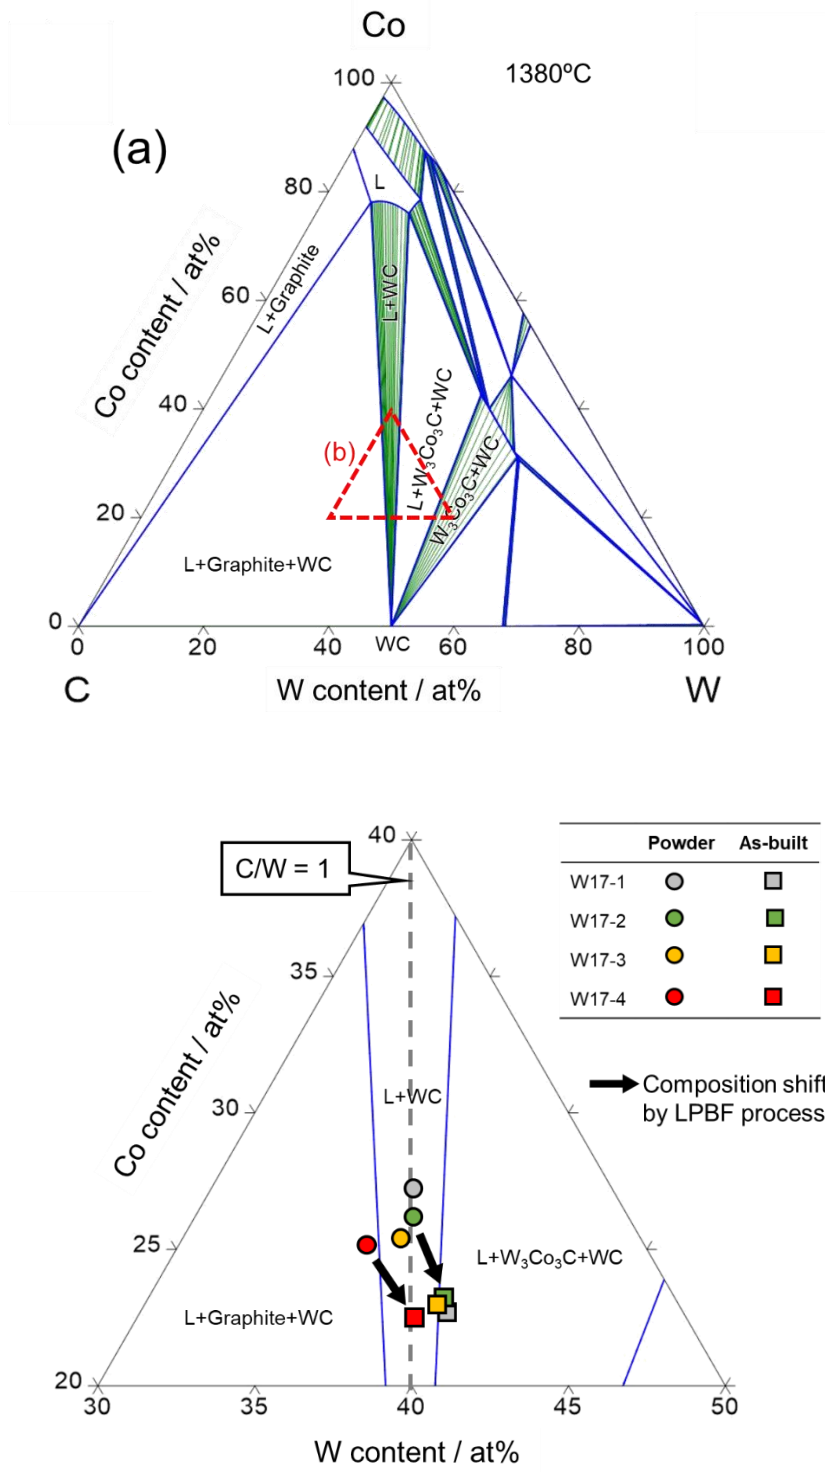 Co
1380ºC
(a)
100
80
60
40
20
0
Co content / at%
L
L+Graphite
L+WC
L+W₃Co₃C+WC
W₃Co₃C+WC
(b)
L+Graphite+WC
WC
0
20
40
60
80
100
C
W content / at%
W
40
C/W = 1
35
30
25
20
Co content / at%
Powder As-built
W17-1
W17-2
W17-3
W17-4
Composition shift
by LPBF process
L+WC
L+W₃Co₃C+WC
L+Graphite+WC
30
35
40
45
50
W content / at%